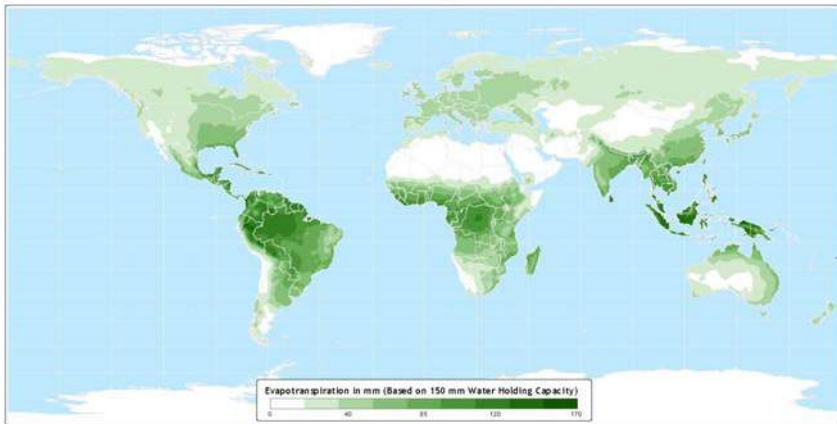 Evapotranspiration in mm (Based on 150 mm Water Holding Capacity)
0 40 85 120 170